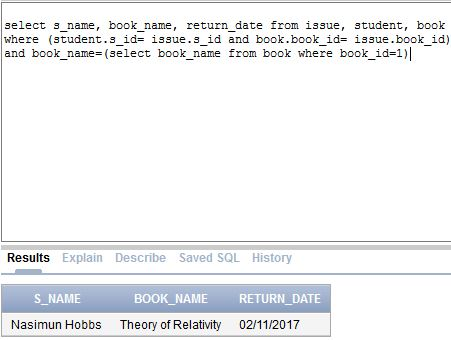 select s_name, book_name, return_date from issue, student, book
where (student.s_id= issue.s_id and book.book_id= issue.book_id)
and book_name=(select book_name from book where book_id=1)
Results Explain Describe Saved SQL History
S_NAME BOOK_NAME RETURN_DATE
Nasimun Hobbs Theory of Relativity 02/11/2017